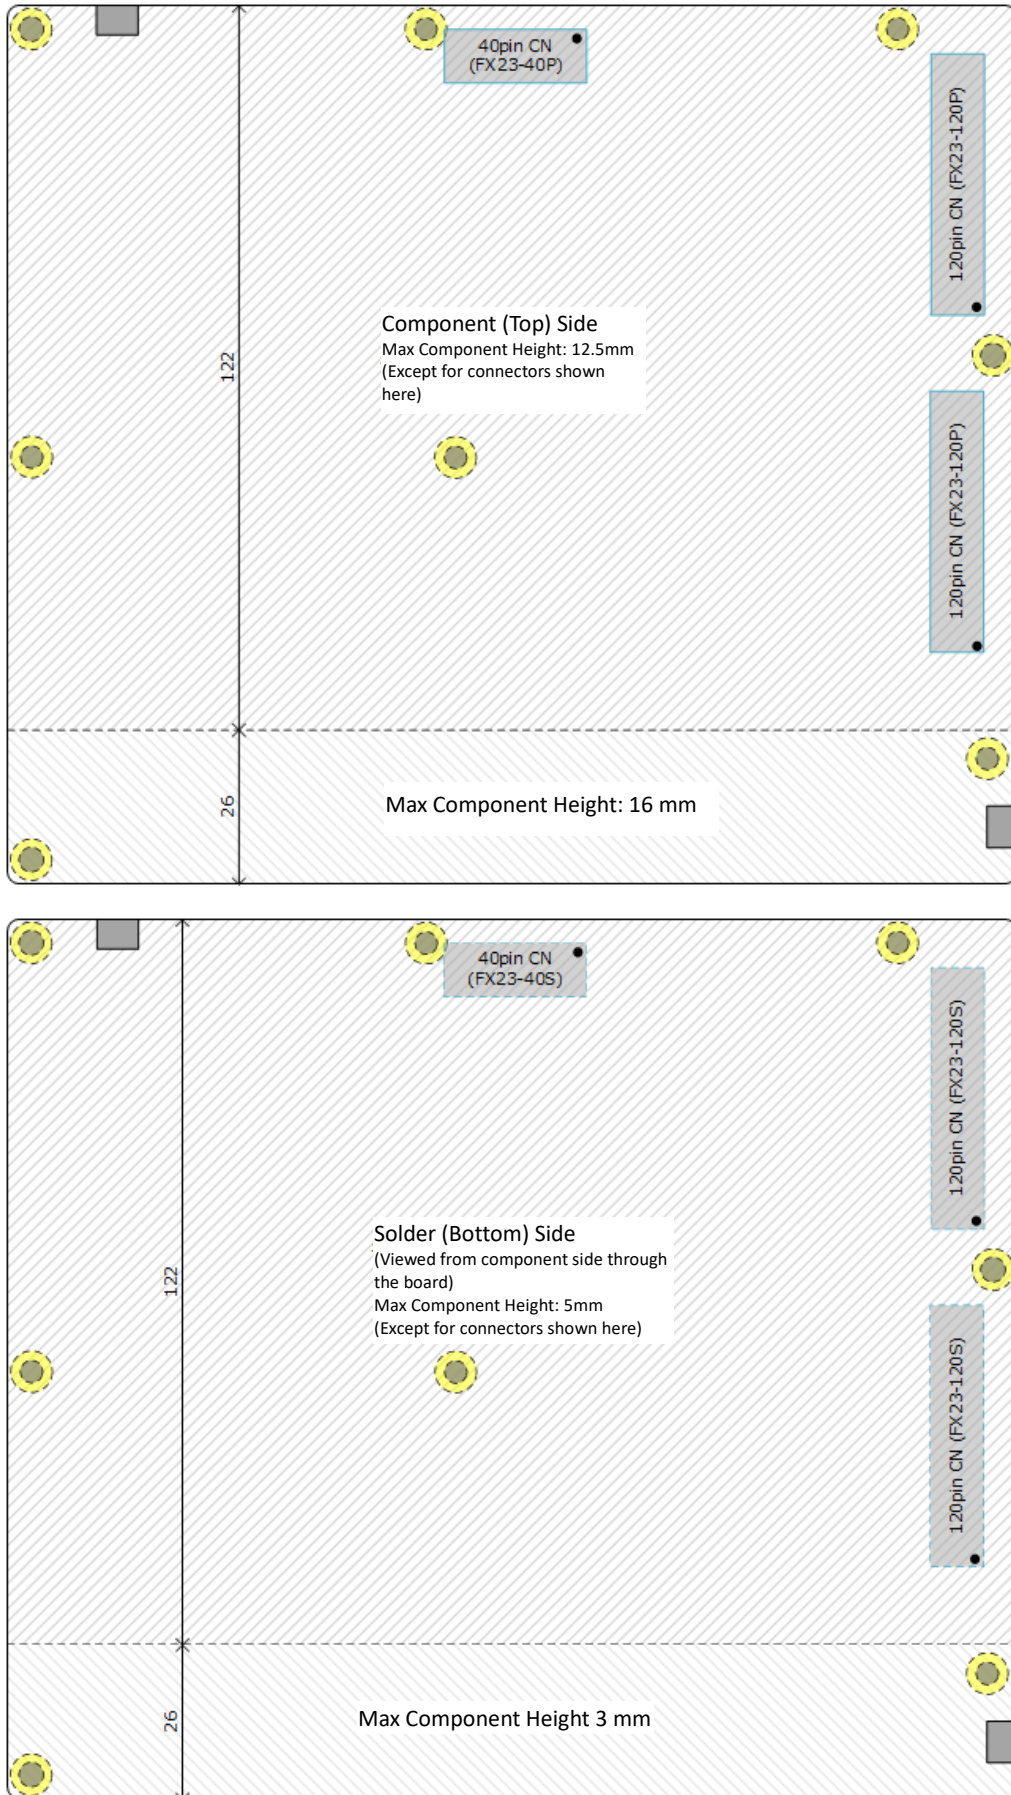 40pin CN
(FX23-40P)
120pin CN (FX23-120P)
Component (Top) Side
Max Component Height: 12.5mm
(Except for connectors shown
here)
122
120pin CN (FX23-120P)
Max Component Height: 16 mm
26
40pin CN
(FX23-40S)
120pin CN (FX23-120S)
Solder (Bottom) Side
(Viewed from component side through
the board)
Max Component Height: 5mm
(Except for connectors shown here)
122
120pin CN (FX23-120S)
Max Component Height 3 mm
26